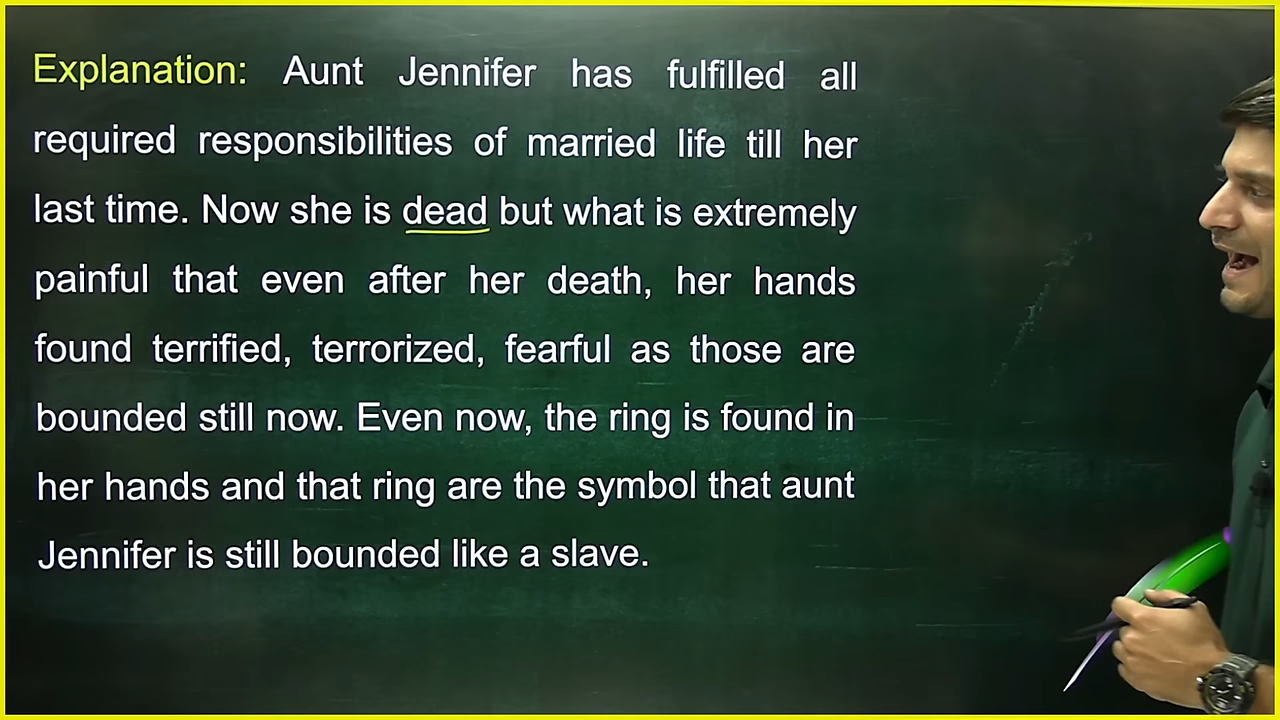 Explanation: Aunt Jennifer has fulfilled all
required responsibilities of married life till her
last time. Now she is dead but what is extremely
painful that even after her death, her hands
found terrified, terrorized, fearful as those are
bounded still now. Even now, the ring is found in
her hands and that ring are the symbol that aunt
Jennifer is still bounded like a slave.